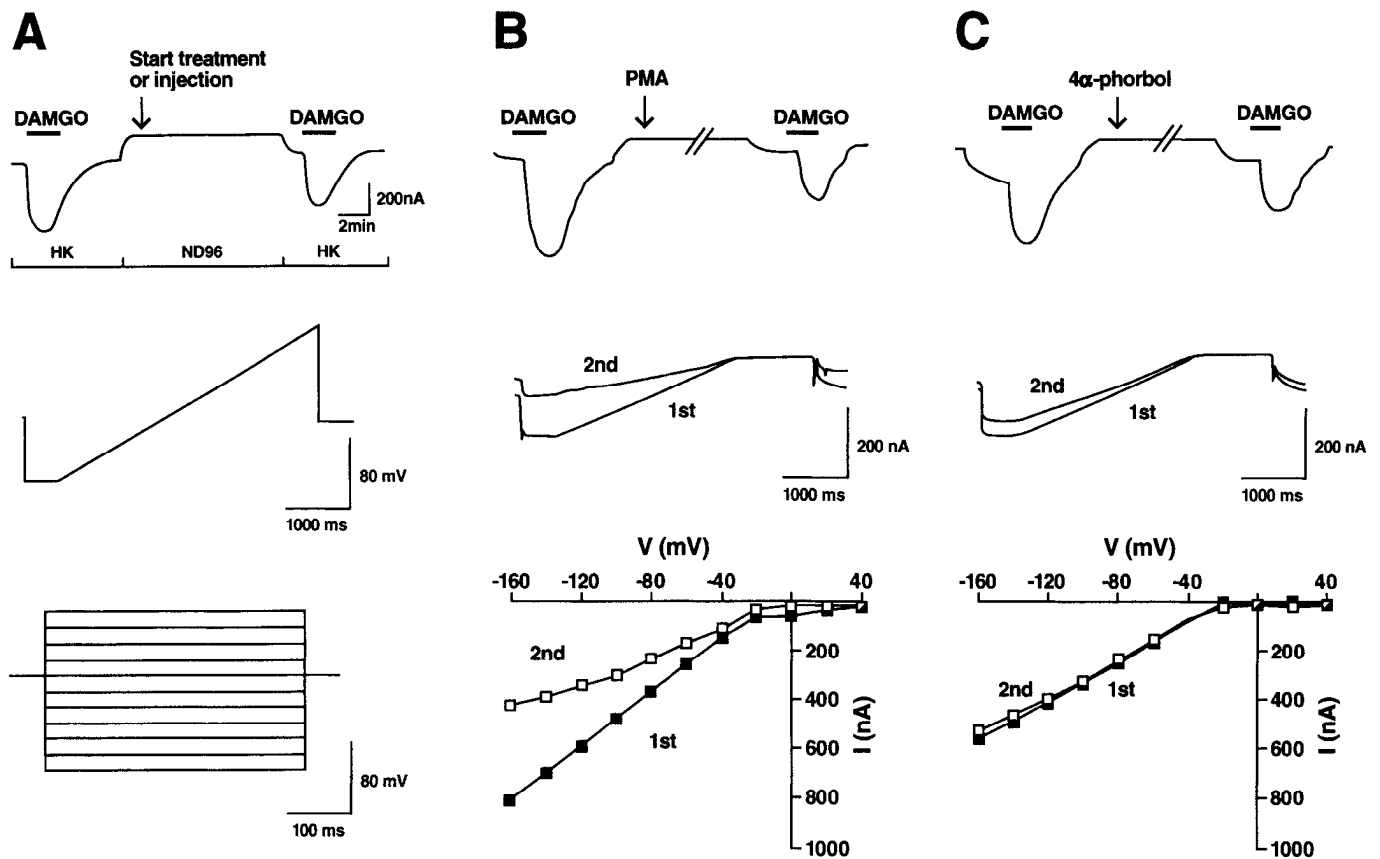 A
Start treatment
or injection
DAMGO
DAMGO
200nA
2min
HK
ND96
HK
80 mV
1000 ms
80 mV
100 ms
B
PMA
DAMGO
DAMGO
2nd
1st
200 nA
1000 ms
V (mV)
-160 -120 -80 -40 40
2nd
1st
200
400
600
800
1000
I (nA)
C
4α-phorbol
DAMGO
DAMGO
2nd
1st
200 nA
1000 ms
V (mV)
-160 -120 -80 -40 40
2nd
1st
200
400
600
800
1000
I (nA)